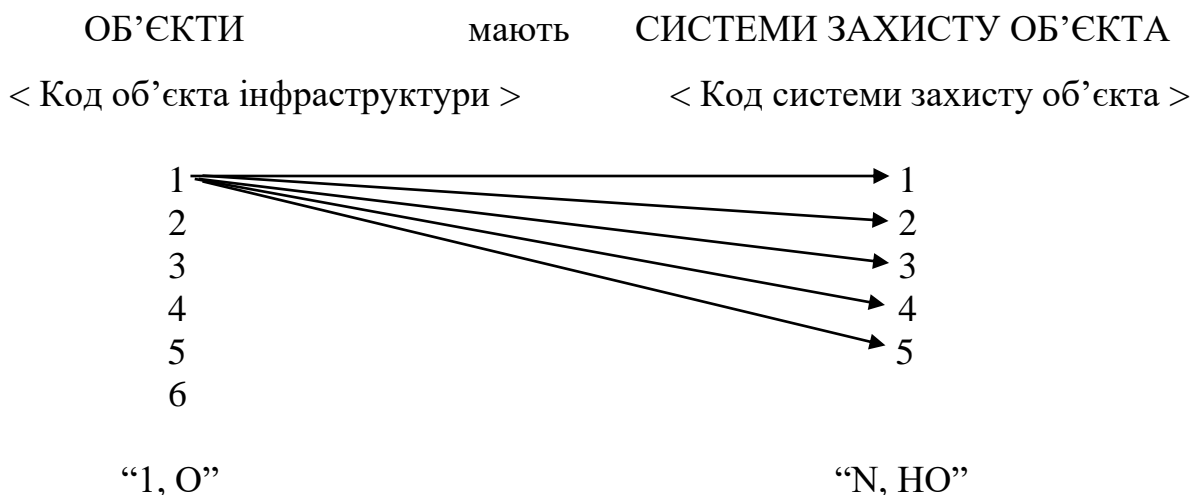 ОБ’ЄКТИ мають СИСТЕМИ ЗАХИСТУ ОБ’ЄКТА
< Код об’єкта інфраструктури > < Код системи захисту об’єкта >
1 1
2 2
3 3
4 4
5 5
6
“1, О” “N, НО”